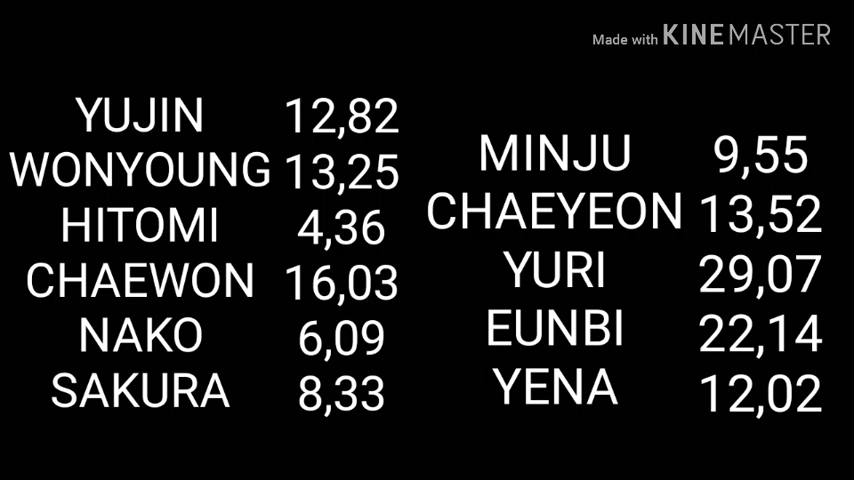 Made with KINEMASTER
YUJIN 12,82
WONYOUNG 13,25
HITOMI 4,36
CHAEWON 16,03
NAKO 6,09
SAKURA 8,33
MINJU 9,55
CHAEYEON 13,52
YURI 29,07
EUNBI 22,14
YENA 12,02